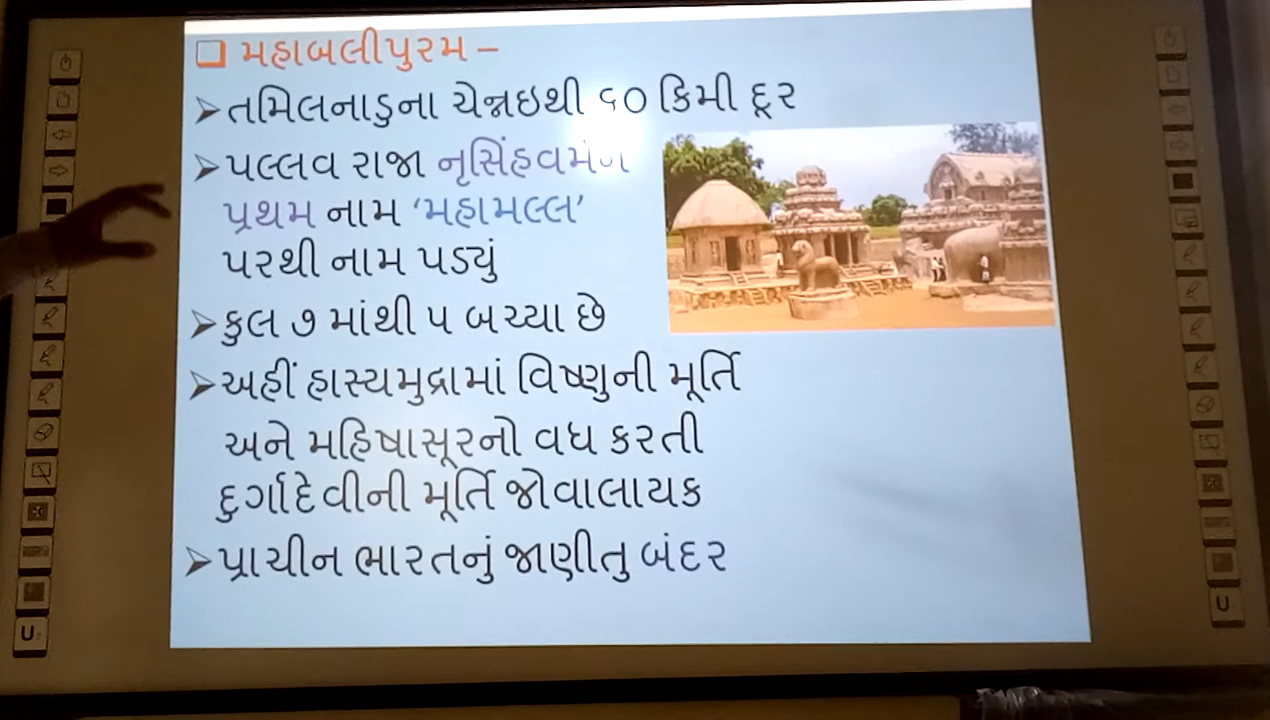 ❑ મહાબલીપુરમ –
➢ તમિલનાડુના ચેન્નઇથી ૬૦ કિમી દૂર
➢ પલ્લવ રાજા નૃસિંહવર્મન
પ્રથમ નામ ‘મહામલ્લ’
પરથી નામ પડ્યું
➢ કુલ ૭ માંથી ૫ બચ્યા છે
➢ અહીં હાસ્યમુદ્રામાં વિષ્ણુની મૂર્તિ
અને મહિષાસૂરનો વધ કરતી
દુર્ગાદેવીની મૂર્તિ જોવાલાયક
➢ પ્રાચીન ભારતનું જાણીતુ બંદર